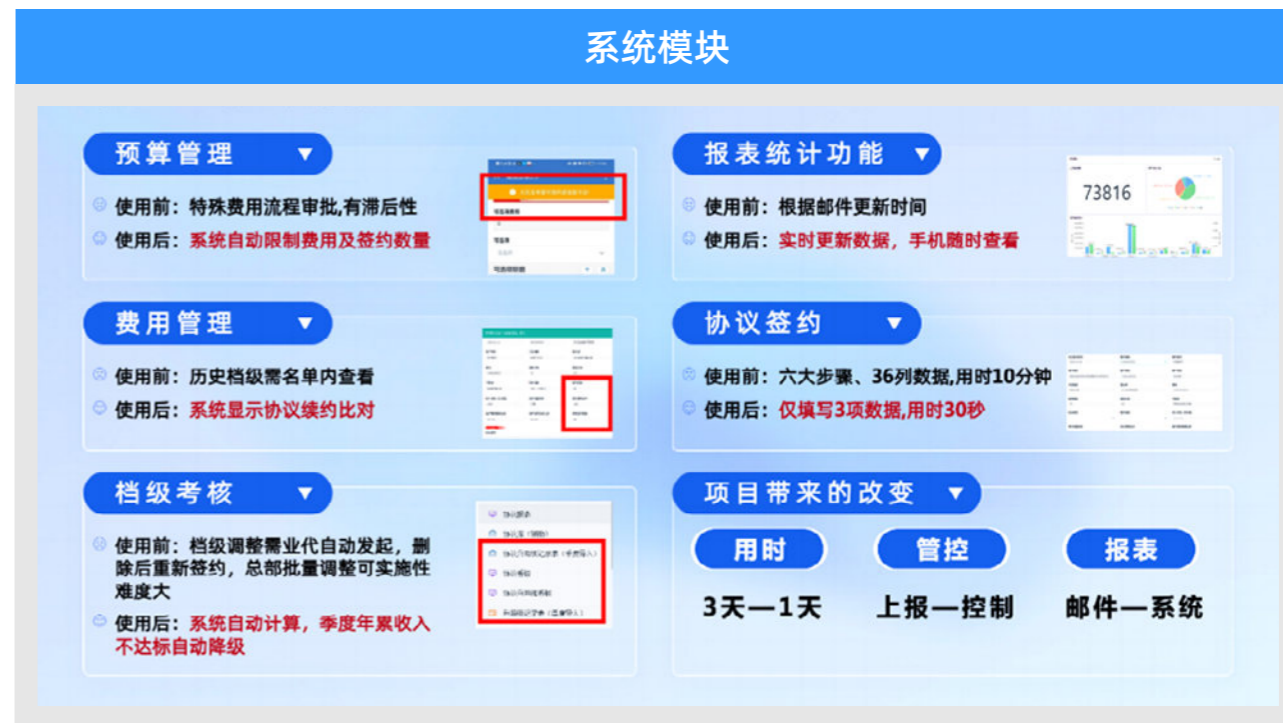 系统模块
预算管理
使用前：特殊费用流程审批,有滞后性
使用后：系统自动限制费用及签约数量
费用管理
使用前：历史档级需名单内查看
使用后：系统显示协议续约比对
档级考核
使用前：档级调整需业代自动发起，删
除后重新签约，总部批量调整可实施性
难度大
使用后：系统自动计算，季度年累收入
不达标自动降级
报表统计功能
使用前：根据邮件更新时间
使用后：实时更新数据，手机随时查看
73816
协议签约
使用前：六大步骤、36列数据,用时10分钟
使用后：仅填写3项数据,用时30秒
项目带来的改变
用时 管控 报表
3天—1天 上报—控制 邮件—系统